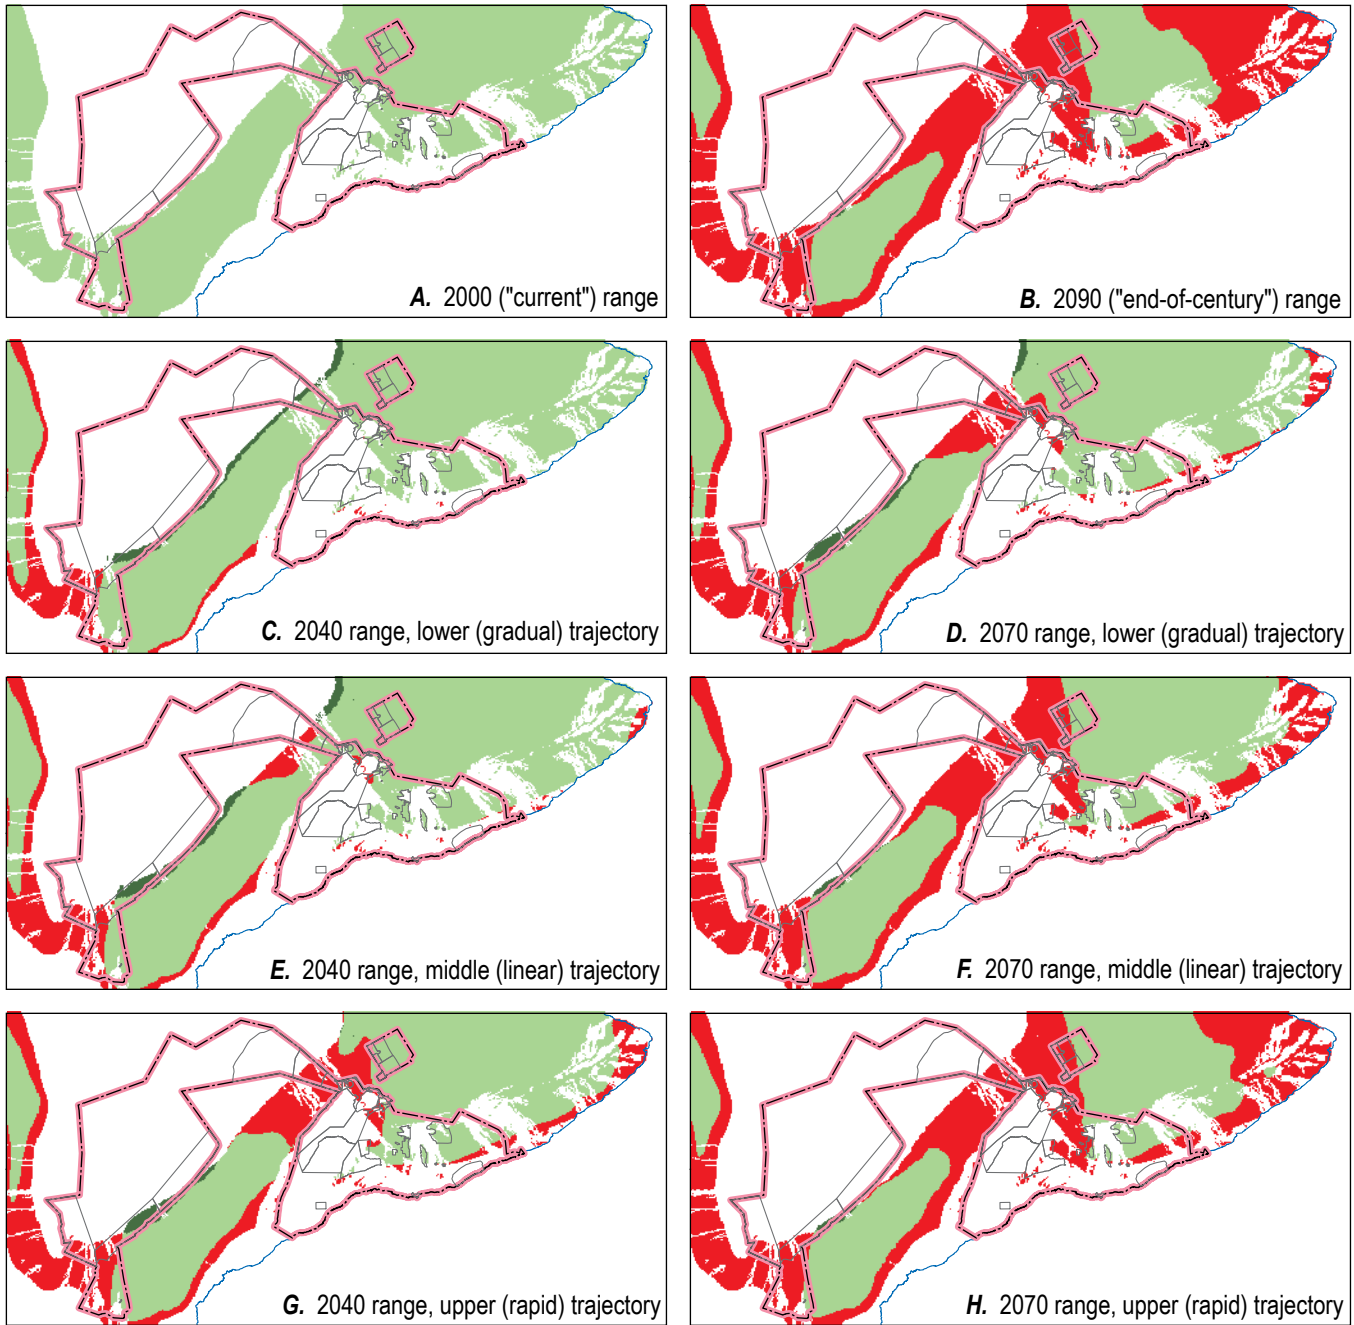 A. 2000 ("current") range
B. 2090 ("end-of-century") range
C. 2040 range, lower (gradual) trajectory
D. 2070 range, lower (gradual) trajectory
E. 2040 range, middle (linear) trajectory
F. 2070 range, middle (linear) trajectory
G. 2040 range, upper (rapid) trajectory
H. 2070 range, upper (rapid) trajectory